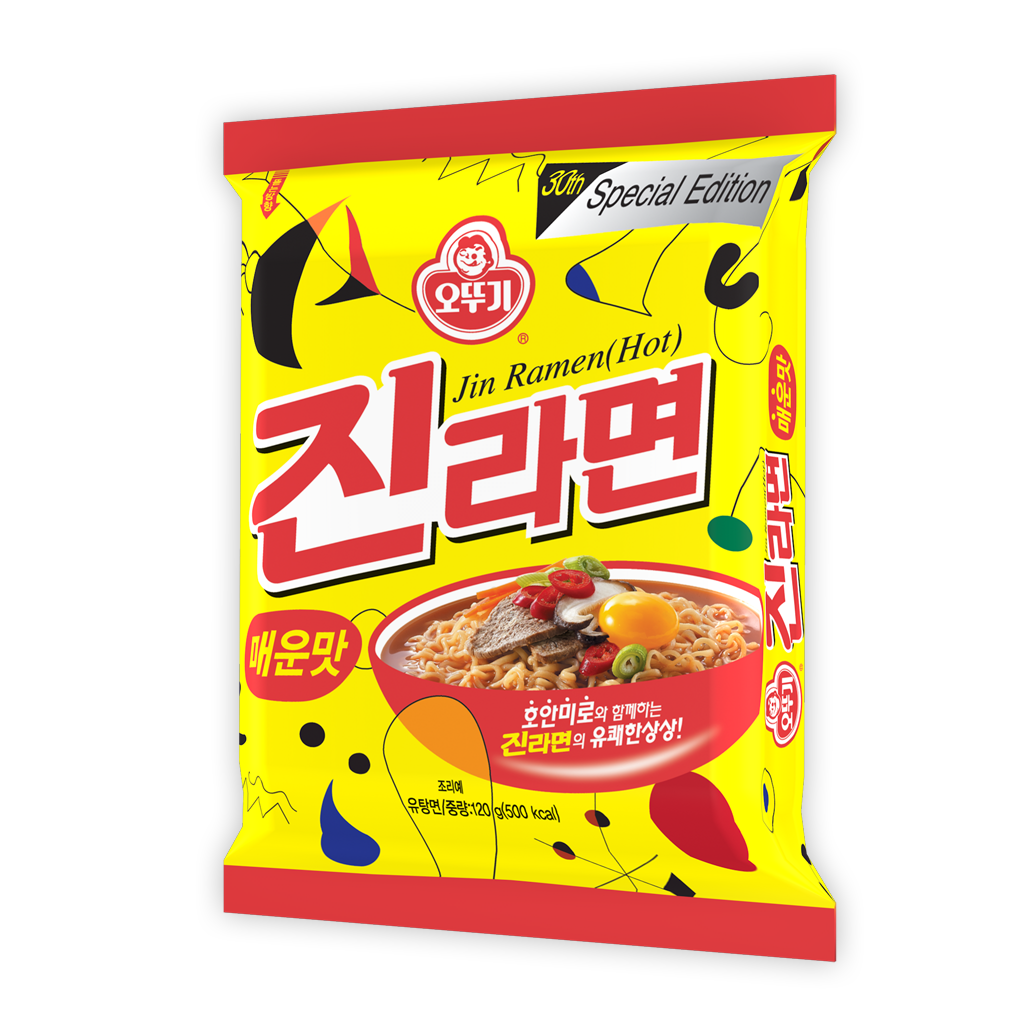 30th Special Edition
오뚜기
®
Jin Ramen(Hot)
진라면
매운맛
호안미로와 함께하는
진라면의 유쾌한상상!
조리예
유탕면/중량:120 g(500 kcal)
매운맛
진라면
오뚜기
®